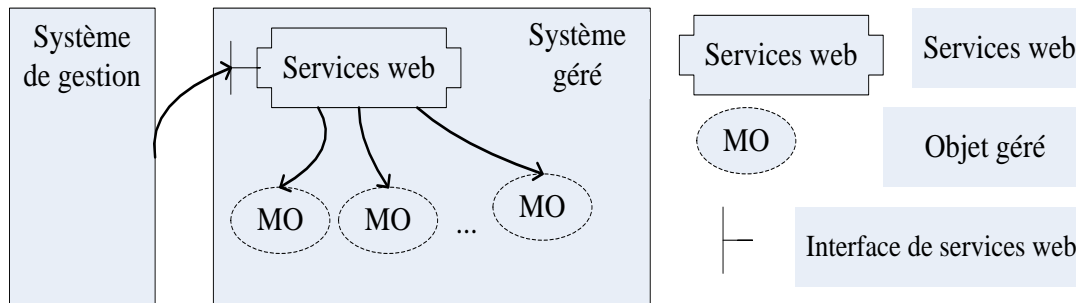 Système
de gestion
Services web
Système
géré
MO
MO
...
MO
Services web
Services web
MO
Objet géré
Interface de services web